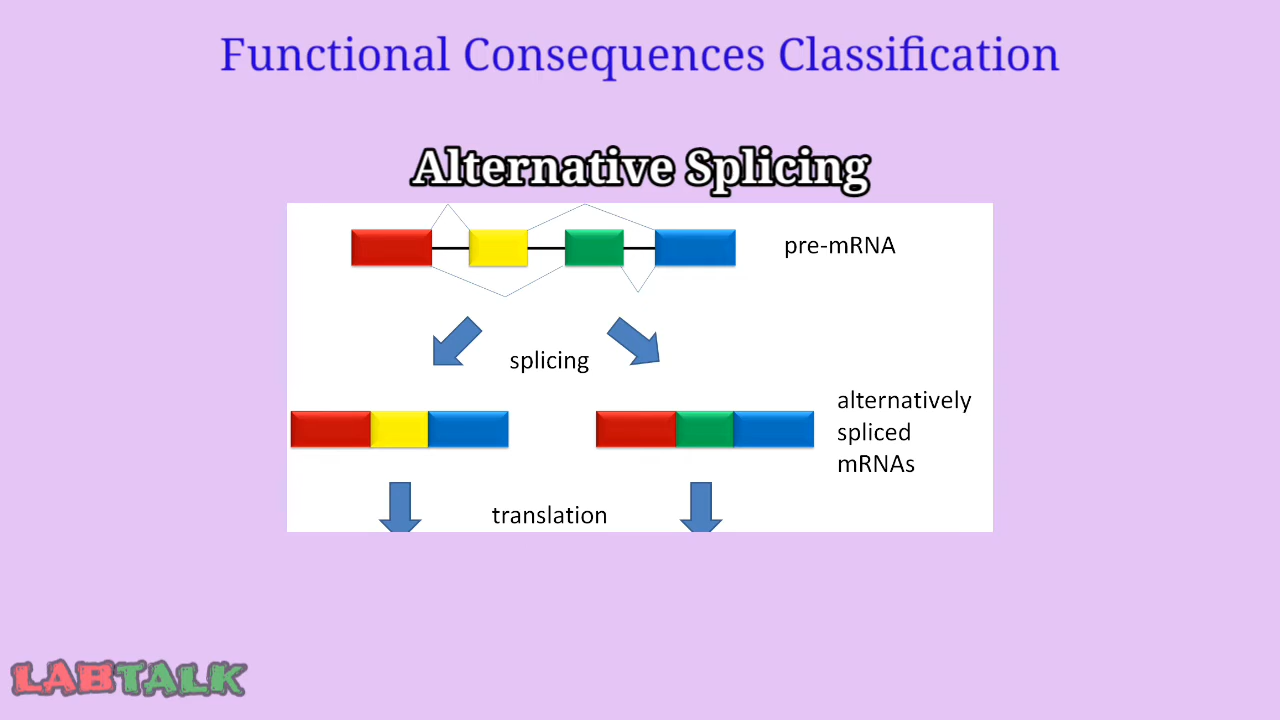 Functional Consequences Classification
Alternative Splicing
pre-mRNA
splicing
alternatively
spliced
mRNAs
translation
LABTALK